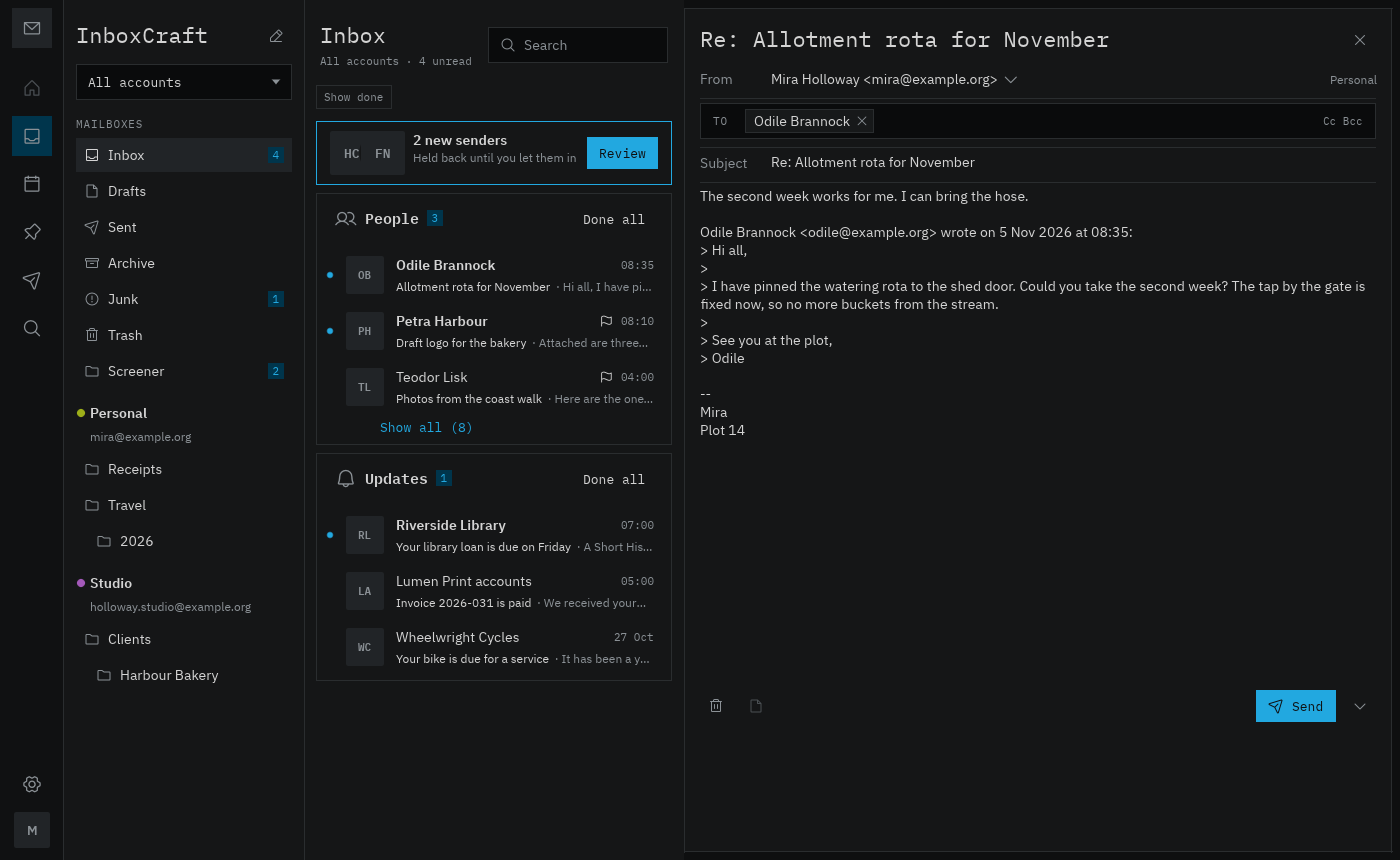 InboxCraft
All accounts
MAILBOXES
Inbox 4
Drafts
Sent
Archive
Junk 1
Trash
Screener 2
Personal
mira@example.org
Receipts
Travel
2026
Studio
holloway.studio@example.org
Clients
Harbour Bakery
M
Inbox
All accounts · 4 unread
Search
Show done
HC FN
2 new senders
Held back until you let them in
Review
People 3
Done all
OB
Odile Brannock 08:35
Allotment rota for November · Hi all, I have pi...
PH
Petra Harbour 08:10
Draft logo for the bakery · Attached are three...
TL
Teodor Lisk 04:00
Photos from the coast walk · Here are the one...
Show all (8)
Updates 1
Done all
RL
Riverside Library 07:00
Your library loan is due on Friday · A Short His...
LA
Lumen Print accounts 05:00
Invoice 2026-031 is paid · We received your...
WC
Wheelwright Cycles 27 Oct
Your bike is due for a service · It has been a y...
Re: Allotment rota for November
From Mira Holloway <mira@example.org> Personal
TO Odile Brannock Cc Bcc
Subject Re: Allotment rota for November
The second week works for me. I can bring the hose.
Odile Brannock <odile@example.org> wrote on 5 Nov 2026 at 08:35:
> Hi all,
>
> I have pinned the watering rota to the shed door. Could you take the second week? The tap by the gate is
fixed now, so no more buckets from the stream.
>
> See you at the plot,
> Odile
--
Mira
Plot 14
Send